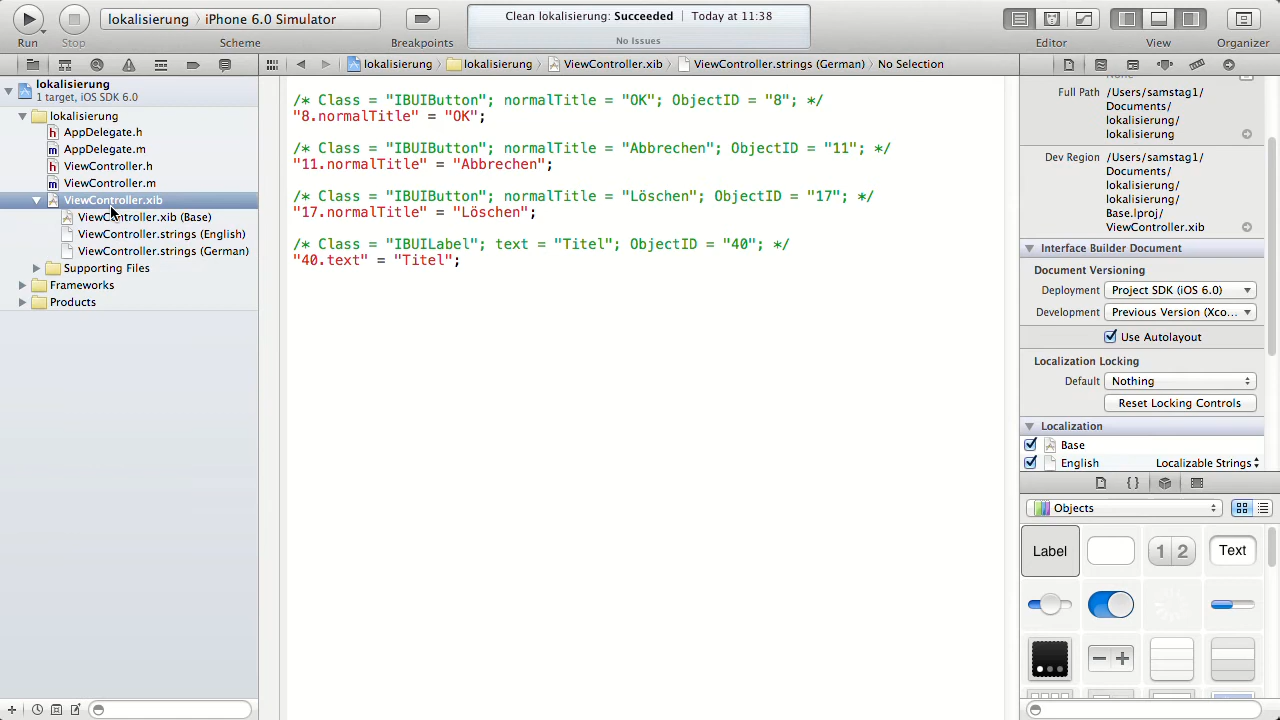 lokalisierung
iPhone 6.0 Simulator
Clean lokalisierung: Succeeded
Today at 11:38
No Issues
Run
Stop
Scheme
Breakpoints
Editor
View
Organizer
lokalisierung
1 target, iOS SDK 6.0
lokalisierung
AppDelegate.h
AppDelegate.m
ViewController.h
ViewController.m
ViewController.xib
ViewController.xib (Base)
ViewController.strings (English)
ViewController.strings (German)
Supporting Files
Frameworks
Products
lokalisierung
lokalisierung
ViewController.xib
ViewController.strings (German)
No Selection
/* Class = "IBUIButton"; normalTitle = "OK"; ObjectID = "8"; */
"8.normalTitle" = "OK";
/* Class = "IBUIButton"; normalTitle = "Abbrechen"; ObjectID = "11"; */
"11.normalTitle" = "Abbrechen";
/* Class = "IBUIButton"; normalTitle = "Löschen"; ObjectID = "17"; */
"17.normalTitle" = "Löschen";
/* Class = "IBUILabel"; text = "Titel"; ObjectID = "40"; */
"40.text" = "Titel";
None
Full Path /Users/samstag1/
Documents/
lokalisierung/
lokalisierung
Dev Region /Users/samstag1/
Documents/
lokalisierung/
lokalisierung/
Base.lproj/
ViewController.xib
Interface Builder Document
Document Versioning
Deployment Project SDK (iOS 6.0)
Development Previous Version (Xco...
Use Autolayout
Localization Locking
Default Nothing
Reset Locking Controls
Localization
Base
English Localizable Strings
Objects
Label
1 2
Text